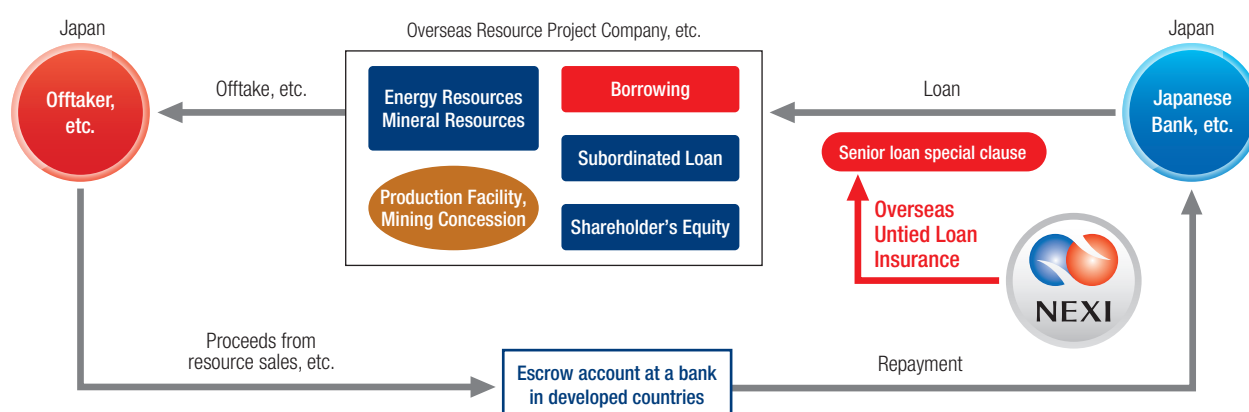 Japan
Overseas Resource Project Company, etc.
Japan
Offtaker,
etc.
Offtake, etc.
Energy Resources
Mineral Resources
Production Facility,
Mining Concession
Borrowing
Subordinated Loan
Shareholder's Equity
Loan
Japanese
Bank, etc.
Senior loan special clause
Overseas
Untied Loan
Insurance
NEXI
Proceeds from
resource sales, etc.
Escrow account at a bank
in developed countries
Repayment